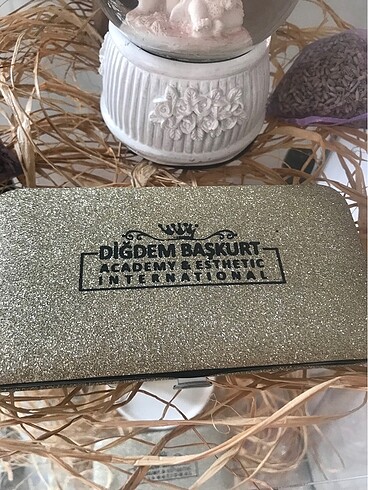 DİĞDEM BAŞKURT
ACADEMY & ESTHETIC
INTERNATIONAL